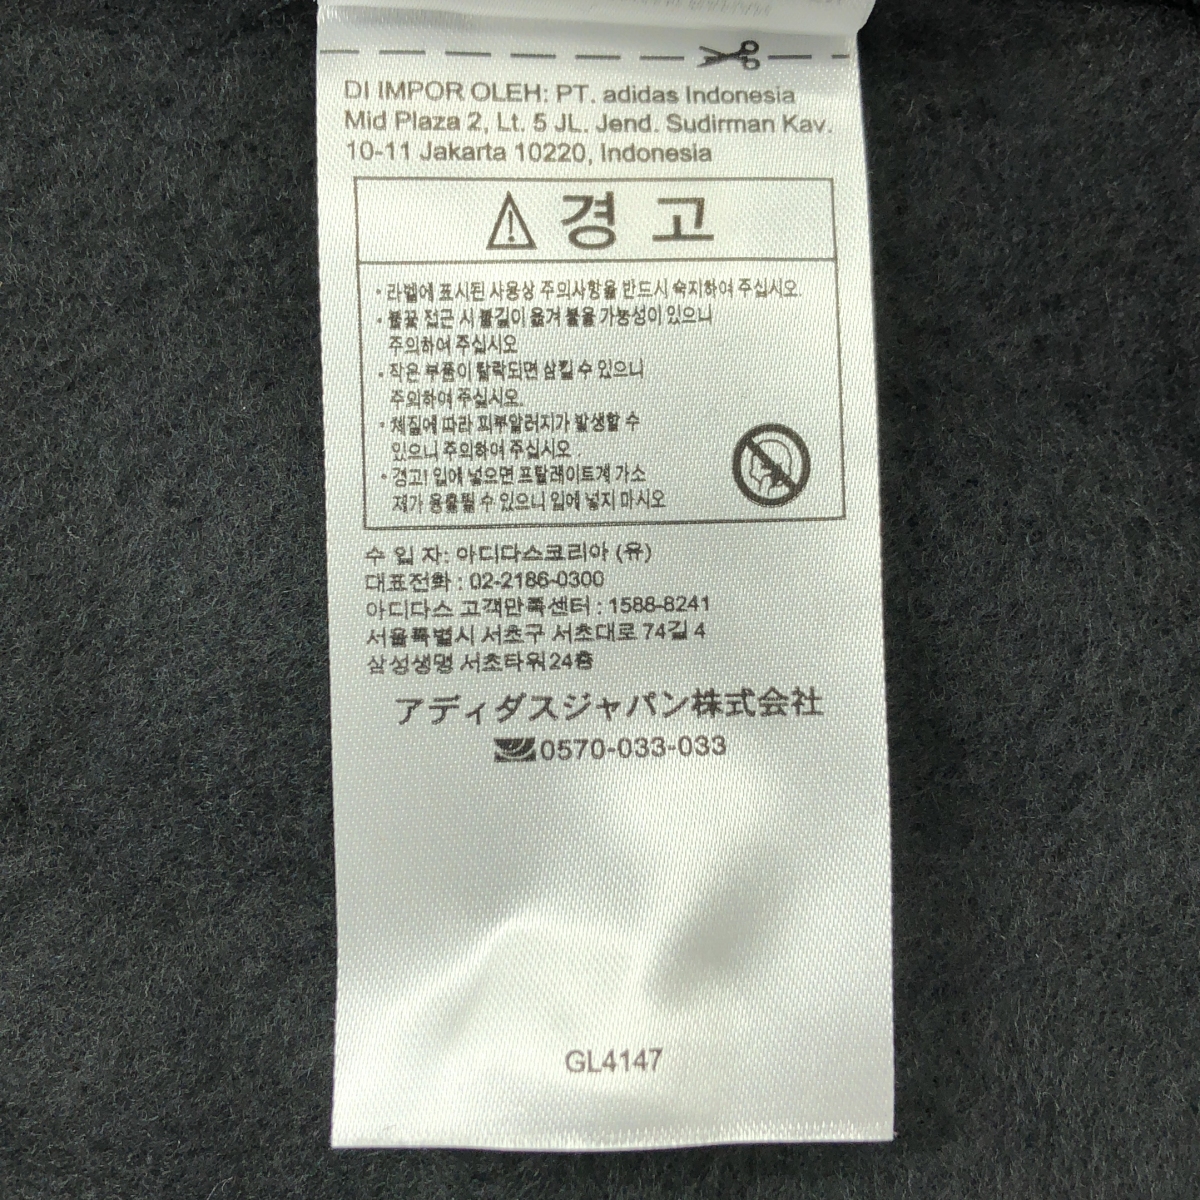 DI IMPOR OLEH: PT. adidas Indonesia
Mid Plaza 2, Lt. 5 JL. Jend. Sudirman Kav.
10-11 Jakarta 10220, Indonesia
경 고
· 라벨에 표시된 사용상 주의사항을 반드시 숙지하여 주십시오.
· 불꽃 접근 시 불길이 옮겨 붙을 가능성이 있으니
주의하여 주십시오
· 작은 부품이 탈락되면 삼킬 수 있으니
주의하여 주십시오.
· 체질에 따라 피부알러지가 발생할 수
있으니 주의하여 주십시오.
· 경고! 입에 넣으면 프탈레이트계 가소
제가 용출될 수 있으니 입에 넣지 마시오
수 입 자: 아디다스코리아 (유)
대표전화 : 02-2186-0300
아디다스 고객만족센터 : 1588-8241
서울특별시 서초구 서초대로 74길 4
삼성생명 서초타워 24층
アディダスジャパン株式会社
0570-033-033
GL4147